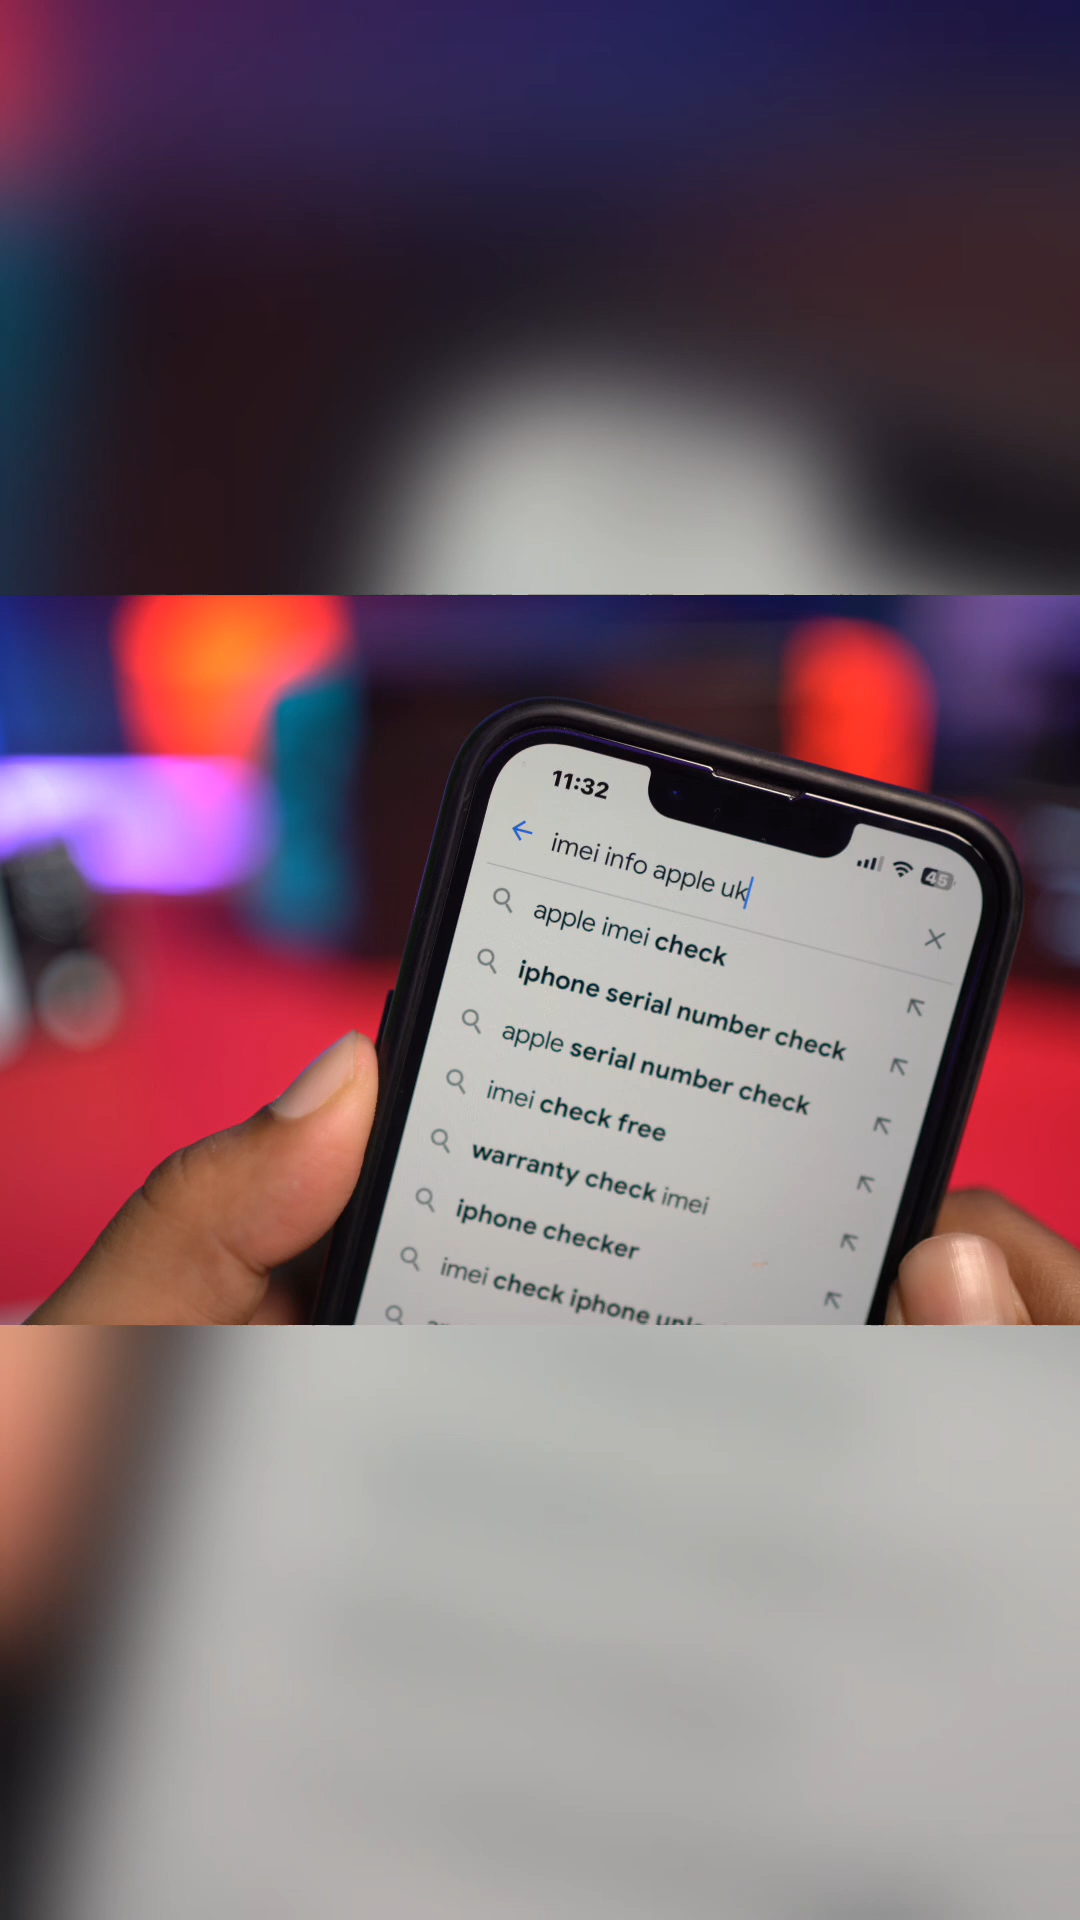 11:32
45
imei info apple uk
apple imei check
iphone serial number check
apple serial number check
imei check free
warranty check imei
iphone checker
imei check iphone